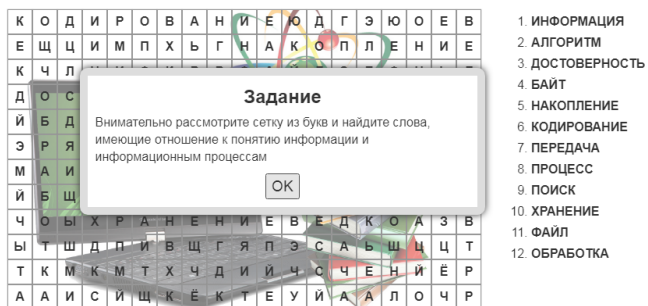 К О Д И Р О В А Н И Е Ю Д Г Э Ю О Е В
Е Щ Ц И М П Х Ь Г Н А К О П Л Е Н И Е
К Ч Л
Д О С
Й Б Д
Э Р Я
М А И
Й Б Щ
Ч О Ы Х Р А Н Е Н И Е В Е Д К О А З В
Ы Т Ш Д П И В Щ Г Я П Э С А Ь Щ Ц Ц Т
Т К М К М Т Х Ч Д И Й Ч С Ч Е Н Й Ё Р
А А И С Й Щ К Ё К Т Е У Й А А Л О Ч Р
Задание
Внимательно рассмотрите сетку из букв и найдите слова,
имеющие отношение к понятию информации и
информационным процессам
OK
1. ИНФОРМАЦИЯ
2. АЛГОРИТМ
3. ДОСТОВЕРНОСТЬ
4. БАЙТ
5. НАКОПЛЕНИЕ
6. КОДИРОВАНИЕ
7. ПЕРЕДАЧА
8. ПРОЦЕСС
9. ПОИСК
10. ХРАНЕНИЕ
11. ФАЙЛ
12. ОБРАБОТКА